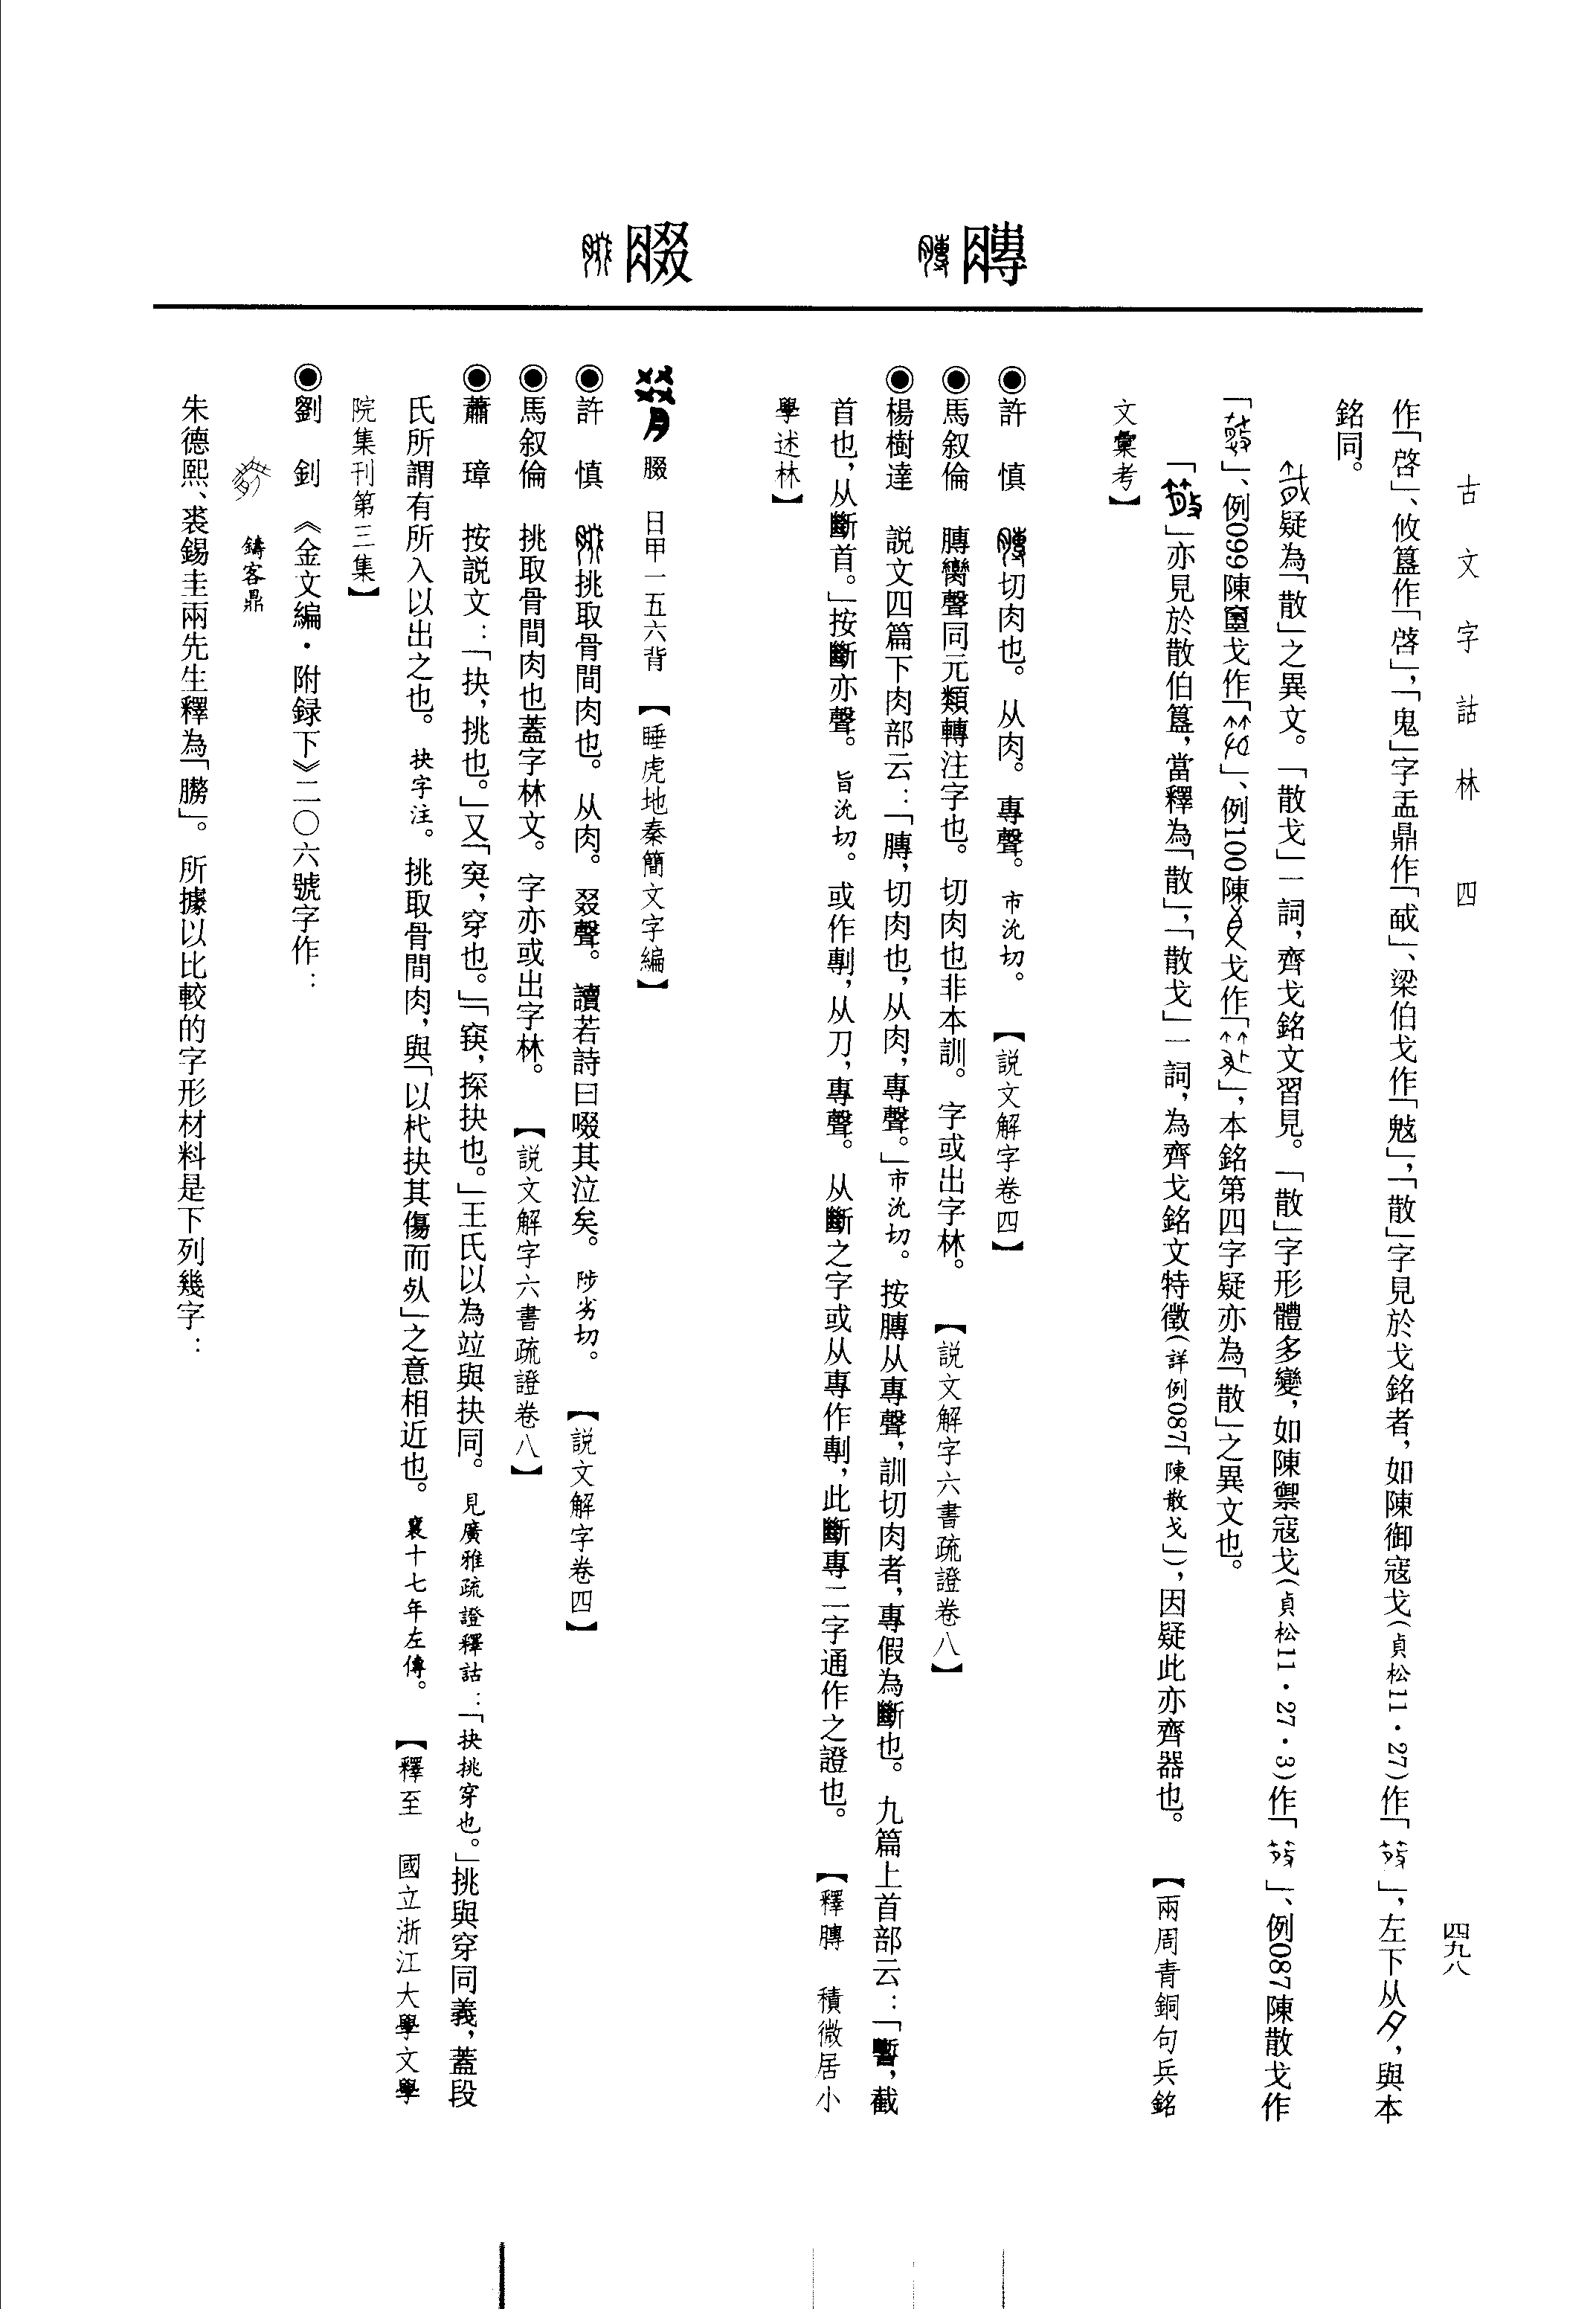 古文字詁林　四
四九八
膞
腏
作「啓」、攸簋作「啓」,「鬼」字盂鼎作「𢦔」、梁伯戈作「魃」,「散」字見於戈銘者,如陳御寇戈(貞松11·27)作「」,左下从,與本
銘同。
疑為「散」之異文。「散戈」一詞,齊戈銘文習見。「散」字形體多變,如陳禦寇戈(貞松11·27·3)作「」、例087陳散戈作
「」、例099陳戈作「」、例100陳戈作「」,本銘第四字疑亦為「散」之異文也。
「」亦見於散伯簋,當釋為「散」,「散戈」一詞,為齊戈銘文特徵(詳例087「陳散戈」),因疑此亦齊器也。　【兩周青銅句兵銘
文彙考】
◉許　慎　切肉也。从肉。專聲。市沇切。　【説文解字卷四】
◉馬叙倫　膞臠聲同元類轉注字也。切肉也非本訓。字或出字林。　【説文解字六書疏證卷八】
◉楊樹達　説文四篇下肉部云:「膞,切肉也,从肉,專聲。」市沇切。按膞从專聲,訓切肉者,專假為斷也。九篇上首部云:「,截
首也,从斷首。」按斷亦聲。旨沇切。或作剸,从刀,專聲。从斷之字或从專作剸,此斷專二字通作之證也。　【釋膞　積微居小
學述林】
腏　日甲一五六背　【睡虎地秦簡文字編】
◉許　慎　挑取骨間肉也。从肉。叕聲。讀若詩曰啜其泣矣。陟劣切。　【説文解字卷四】
◉馬叙倫　挑取骨間肉也蓋字林文。字亦或出字林。　【説文解字六書疏證卷八】
◉蕭　璋　按説文:「抉,挑也。」又「突,穿也。」「,探抉也。」王氏以為竝與抉同。見廣雅疏證釋詁:「抉挑穿也。」挑與穿同義,蓋段
氏所謂有所入以出之也。抉字注。挑取骨間肉,與「以杙抉其傷而死」之意相近也。襄十七年左傳。　【釋至　國立浙江大學文學
院集刊第三集】
◉劉　釗　《金文編·附録下》二〇六號字作:
鑄客鼎
朱德熙、裘錫圭兩先生釋為「」。所據以比較的字形材料是下列幾字: